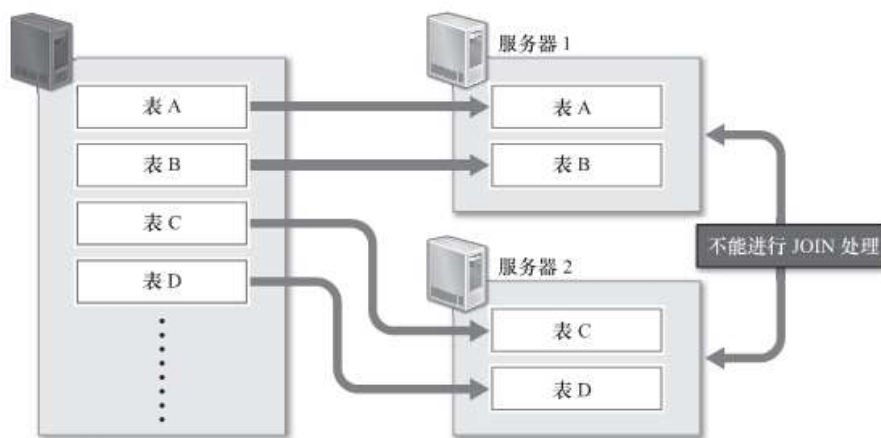 表 A
表 B
表 C
表 D
服务器 1
表 A
表 B
服务器 2
表 C
表 D
不能进行 JOIN 处理